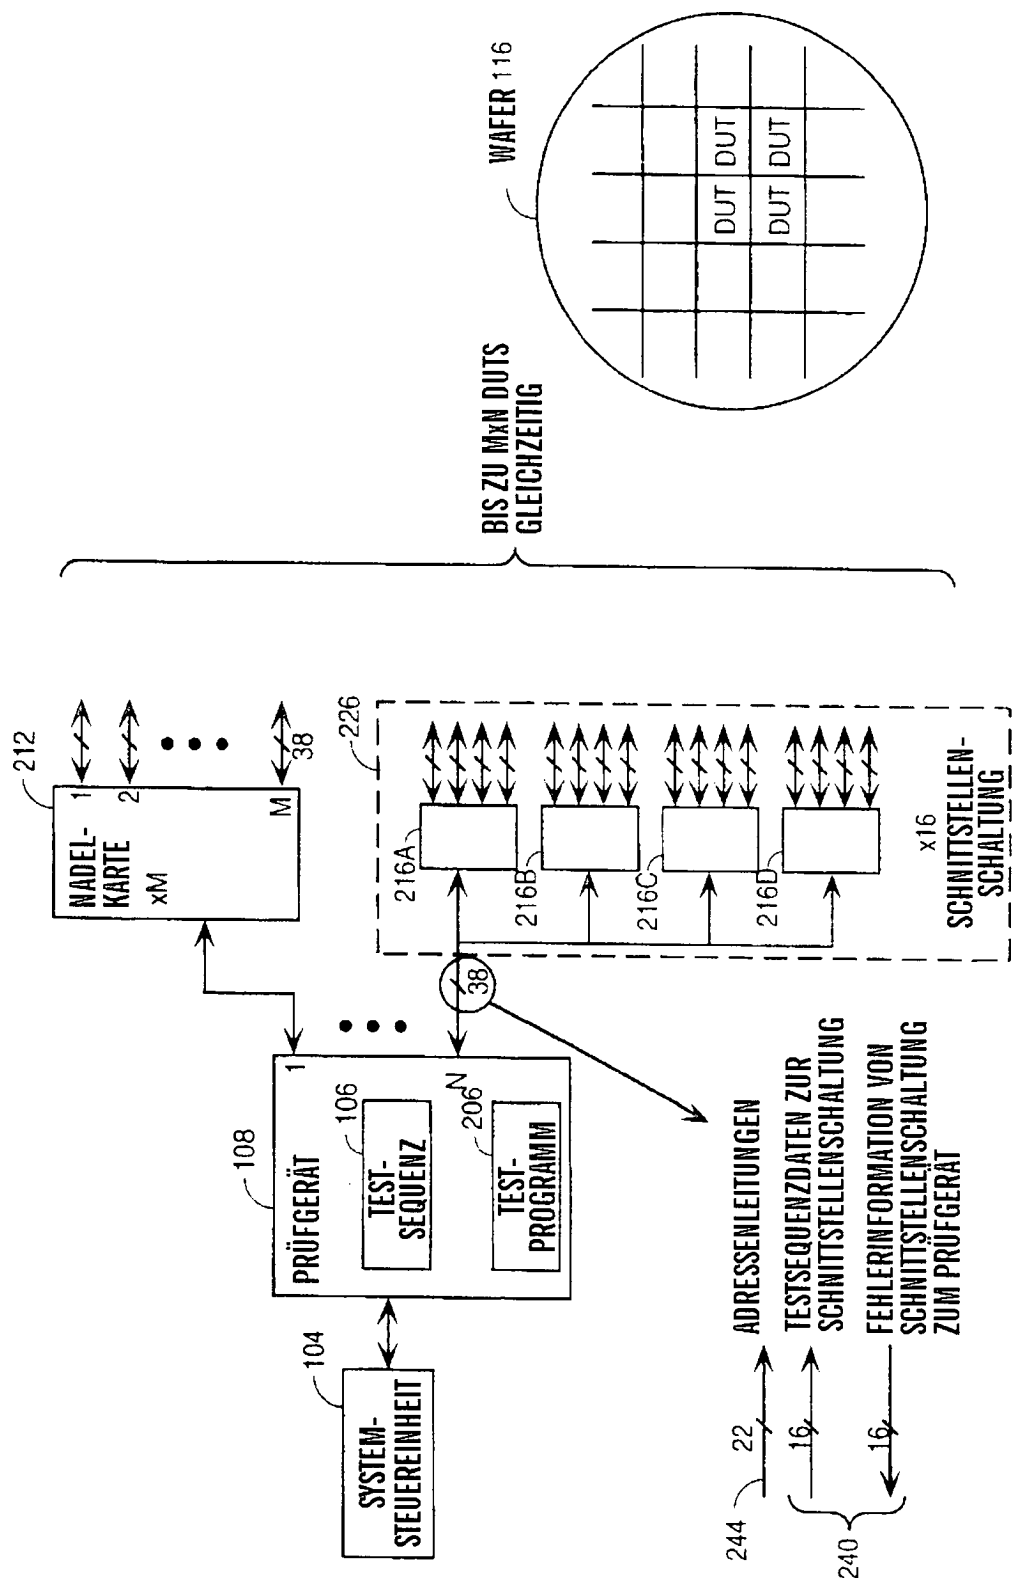 SYSTEM-
STEUEREINHEIT
104
PRÜFGERÄT
108
1
TEST-
SEQUENZ
106
N
TEST-
PROGRAMM
206
NADEL-
KARTE
xM
212
1
2
M
38
38
216A
216B
216C
216D
226
x16
SCHNITTSTELLEN-
SCHALTUNG
BIS ZU MxN DUTS
GLEICHZEITIG
WAFER 116
DUT DUT
DUT DUT
244
22
ADRESSENLEITUNGEN
16
TESTSEQUENZDATEN ZUR
SCHNITTSTELLENSCHALTUNG
16
FEHLERINFORMATION VON
SCHNITTSTELLENSCHALTUNG
ZUM PRÜFGERÄT
240